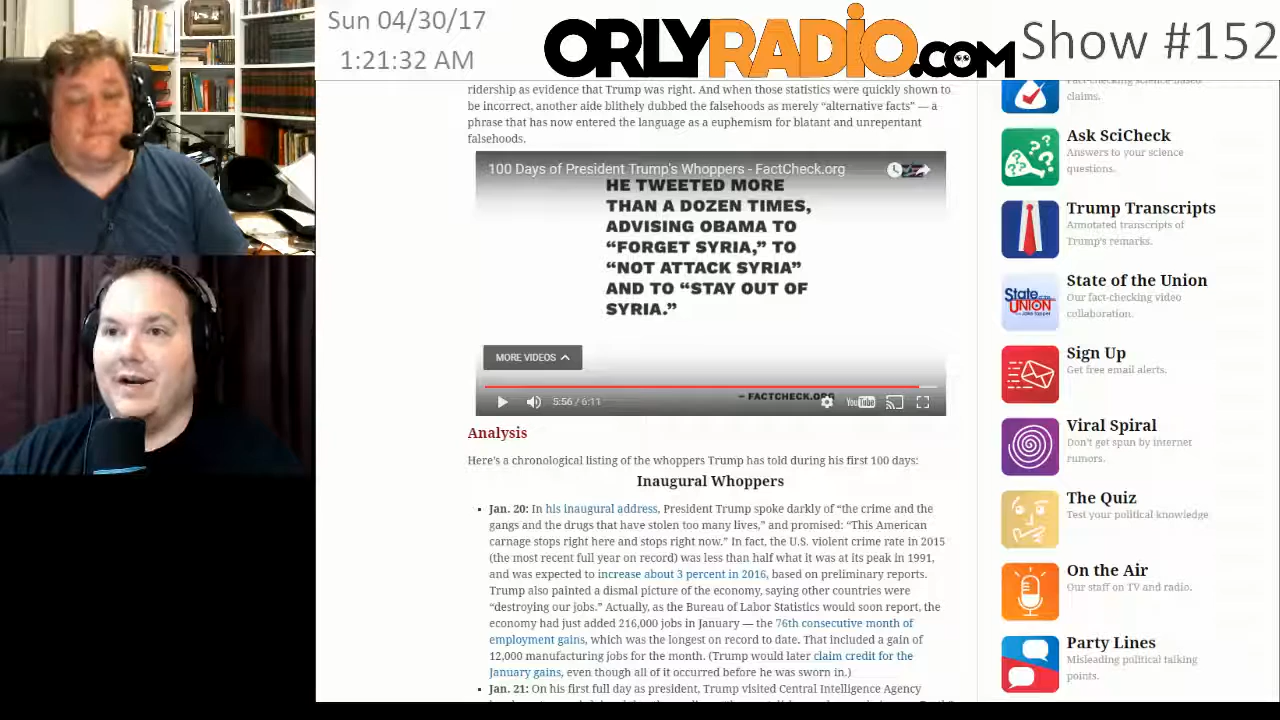 Sun 04/30/17
1:21:32 AM
ORLYRADIO.COM
Show #152
ridership as evidence that Trump was right. And when those statistics were quickly shown to
be incorrect, another aide blithely dubbed the falsehoods as merely “alternative facts” — a
phrase that has now entered the language as a euphemism for blatant and unrepentant
falsehoods.
100 Days of President Trump's Whoppers - FactCheck.org
HE TWEETED MORE
THAN A DOZEN TIMES,
ADVISING OBAMA TO
“FORGET SYRIA,” TO
“NOT ATTACK SYRIA”
AND TO “STAY OUT OF
SYRIA.”
MORE VIDEOS
– FACTCHECK.ORG
5:56 / 6:11
YouTube
Analysis
Here's a chronological listing of the whoppers Trump has told during his first 100 days:
Inaugural Whoppers
Jan. 20: In his inaugural address, President Trump spoke darkly of “the crime and the
gangs and the drugs that have stolen too many lives,” and promised: “This American
carnage stops right here and stops right now.” In fact, the U.S. violent crime rate in 2015
(the most recent full year on record) was less than half what it was at its peak in 1991,
and was expected to increase about 3 percent in 2016, based on preliminary reports.
Trump also painted a dismal picture of the economy, saying other countries were
“destroying our jobs.” Actually, as the Bureau of Labor Statistics would soon report, the
economy had just added 216,000 jobs in January — the 76th consecutive month of
employment gains, which was the longest on record to date. That included a gain of
12,000 manufacturing jobs for the month. (Trump would later claim credit for the
January gains, even though all of it occurred before he was sworn in.)
Jan. 21: On his first full day as president, Trump visited Central Intelligence Agency
Fact-checking science-based
claims.
Ask SciCheck
Answers to your science
questions.
Trump Transcripts
Annotated transcripts of
Trump's remarks.
State of the Union
Our fact-checking video
collaboration.
State of the
UNION
Sign Up
Get free email alerts.
Viral Spiral
Don't get spun by internet
rumors.
The Quiz
Test your political knowledge
On the Air
Our staff on TV and radio.
Party Lines
Misleading political talking
points.